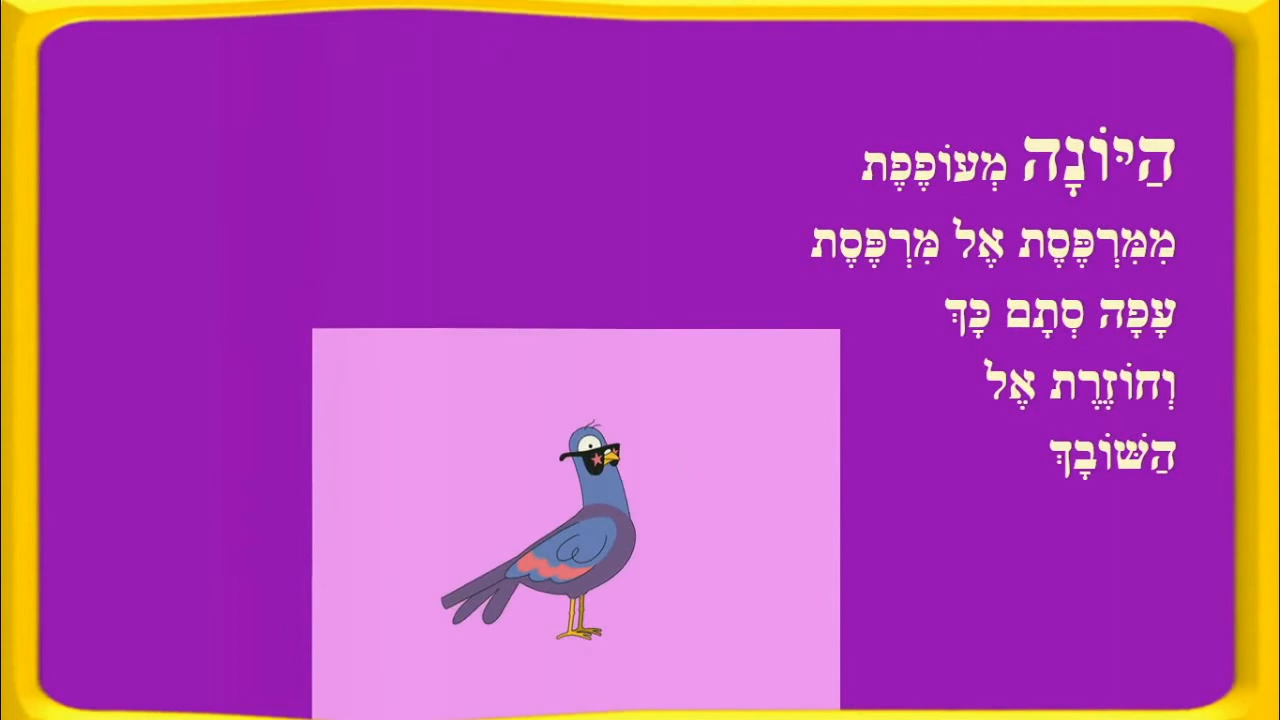 הַיּוֹנָה מְעוֹפֶפֶת
מִמִּרְפֶּסֶת אֶל מִּרְפֶּסֶת
עָפָה סְתָם כָּךְ
וְחוֹזֶרֶת אֶל
הַשּׁוֹבָךְ